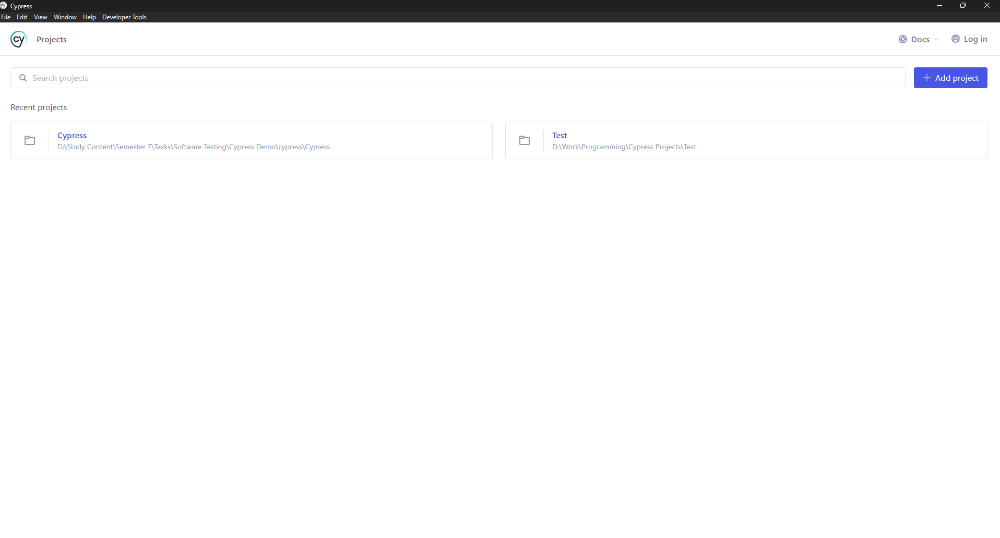 cy Cypress
File Edit View Window Help Developer Tools
cy Projects Docs Log in
Search projects Add project
Recent projects
Cypress
D:\Study Content\Semester 7\Tasks\Software Testing\Cypress Demo\cypress\Cypress
Test
D:\Work\Programming\Cypress Projects\Test